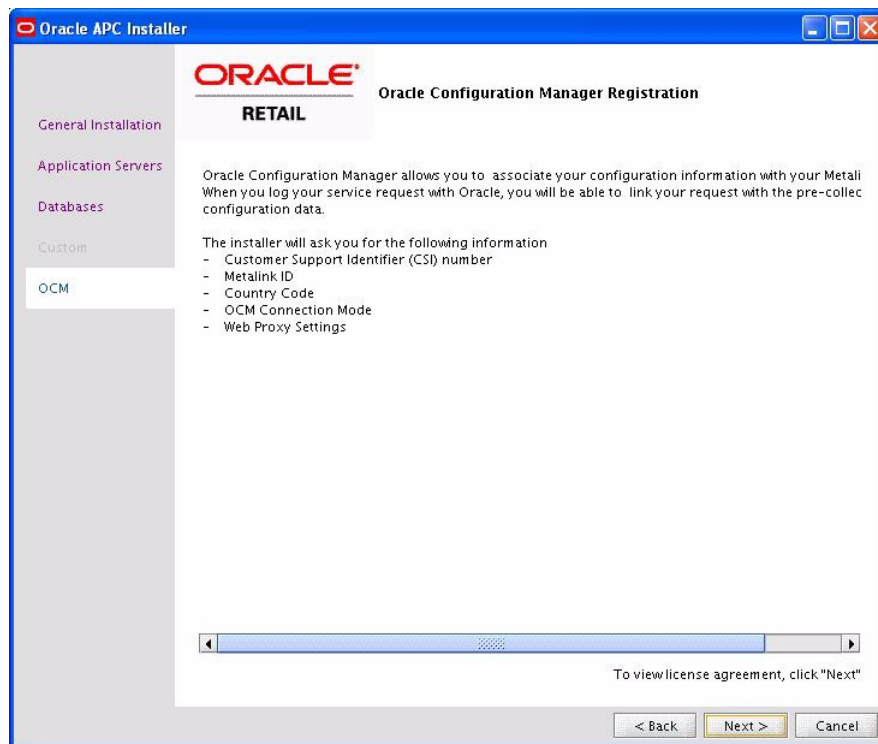 Oracle APC Installer
ORACLE
RETAIL
Oracle Configuration Manager Registration
General Installation
Application Servers
Databases
Custom
OCM
Oracle Configuration Manager allows you to associate your configuration information with your Metali
When you log your service request with Oracle, you will be able to link your request with the pre-collec
configuration data.
The installer will ask you for the following information
- Customer Support Identifier (CSI) number
- Metalink ID
- Country Code
- OCM Connection Mode
- Web Proxy Settings
To view license agreement, click "Next"
< Back
Next >
Cancel